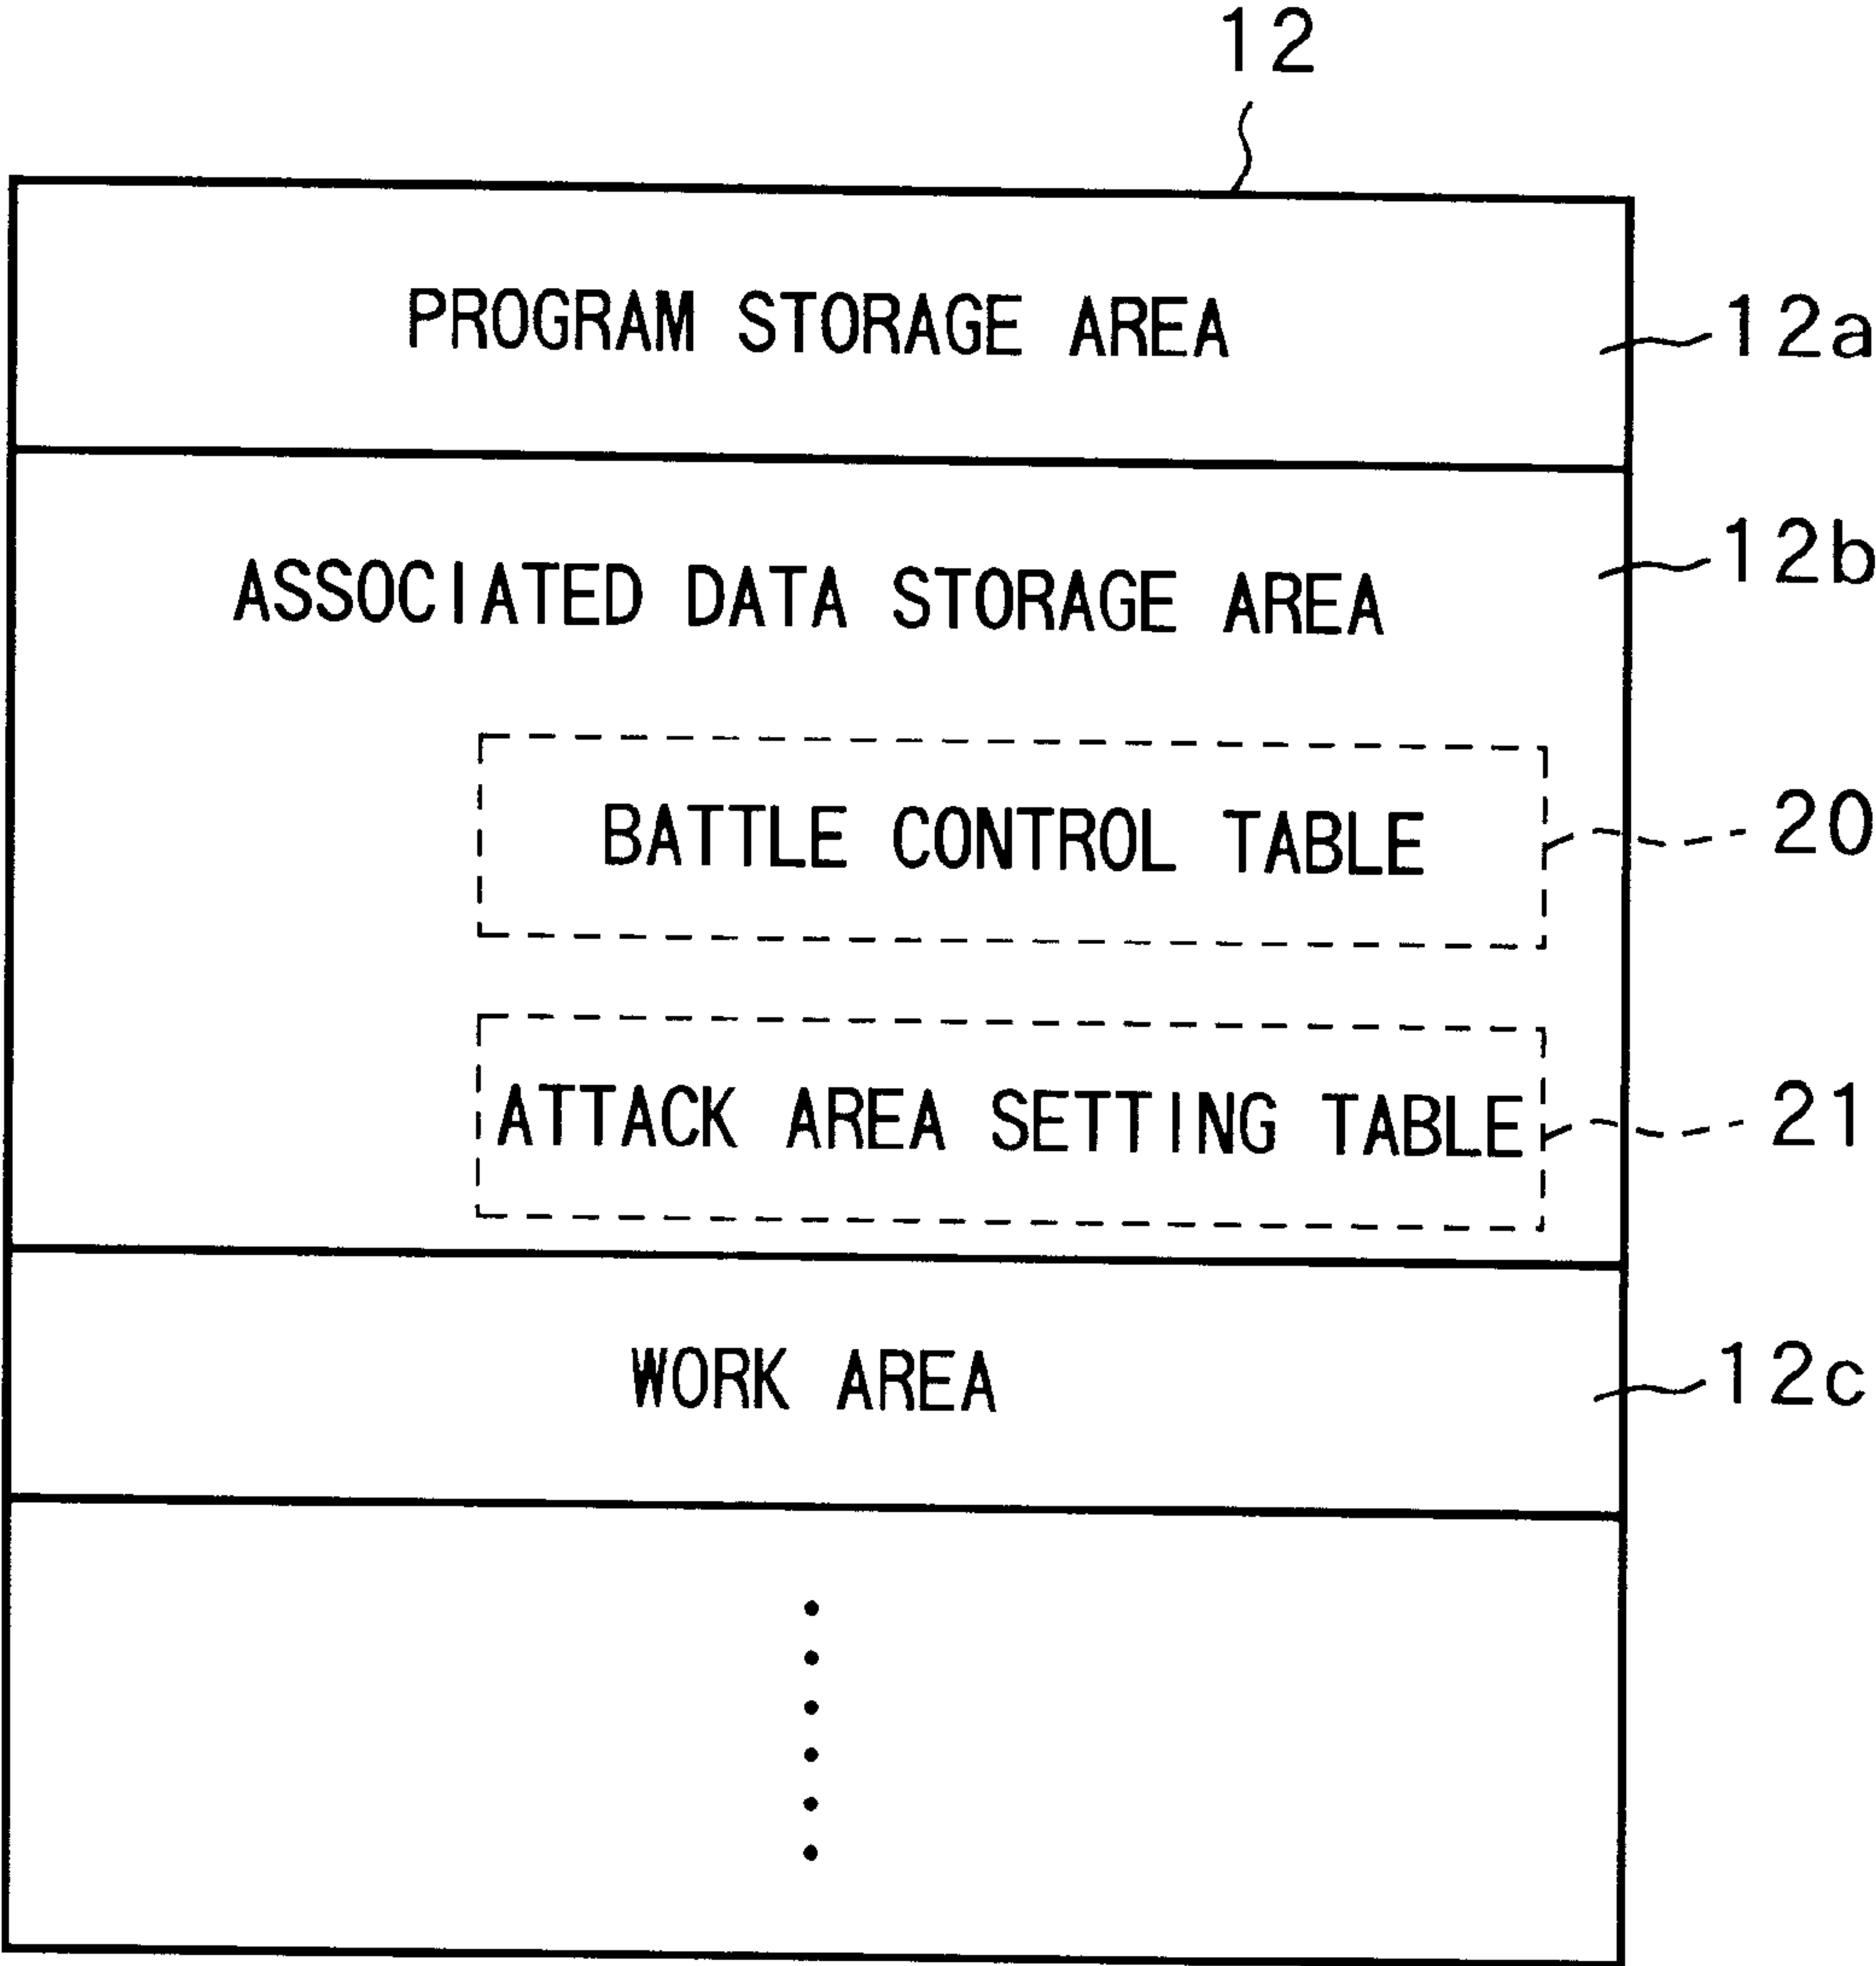 12
PROGRAM STORAGE AREA
12a
ASSOCIATED DATA STORAGE AREA
12b
BATTLE CONTROL TABLE
20
ATTACK AREA SETTING TABLE
21
WORK AREA
12c